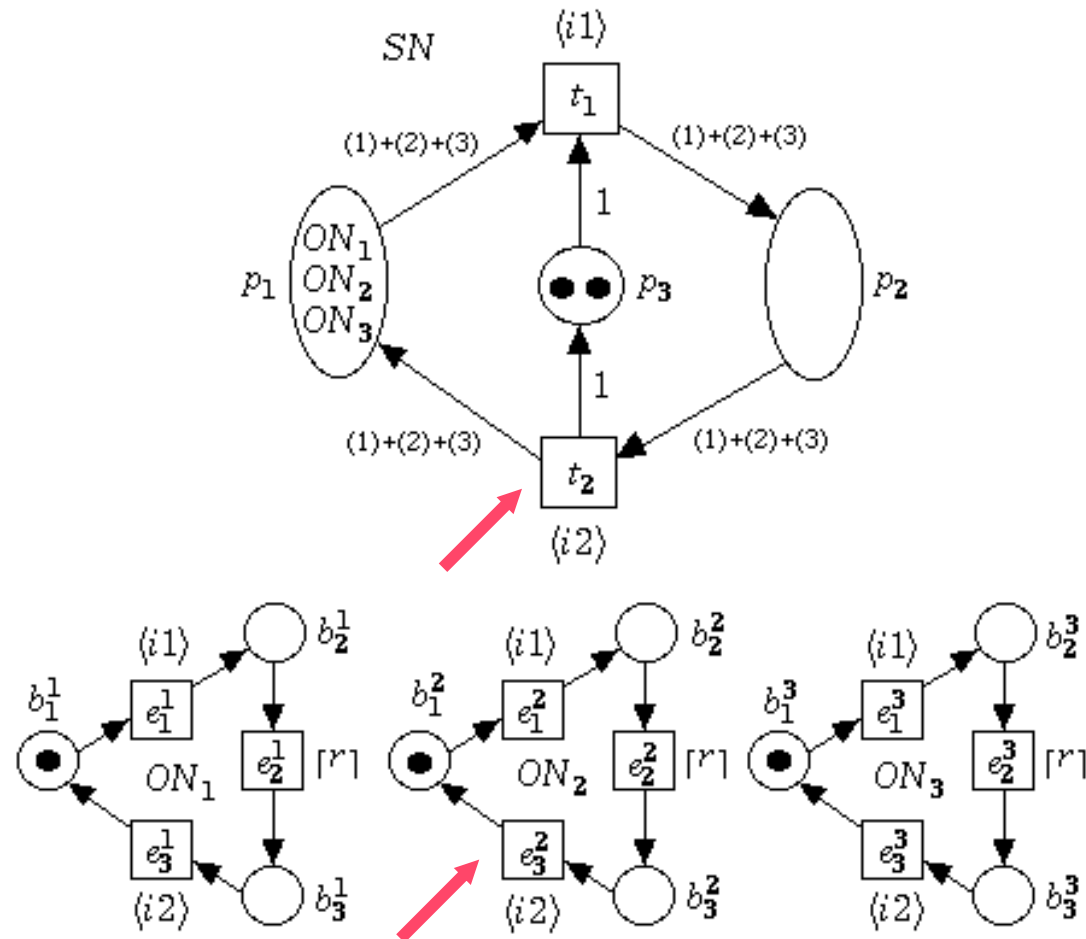 ⟨i1⟩
SN
t₁
(1)+(2)+(3) (1)+(2)+(3)
1
ON₁
p₁ ON₂ p₃ p₂
ON₃
1
(1)+(2)+(3) (1)+(2)+(3)
t₂
⟨i2⟩
⟨i1⟩ b₂¹ ⟨i1⟩ b₂² ⟨i1⟩ b₂³
b₁¹ e₁¹ b₁² e₁² b₁³ e₁³
ON₁ e₂¹ ⌈r⌉ ON₂ e₂² ⌈r⌉ ON₃ e₂³ ⌈r⌉
e₃¹ e₃² e₃³
⟨i2⟩ b₃¹ ⟨i2⟩ b₃² ⟨i2⟩ b₃³